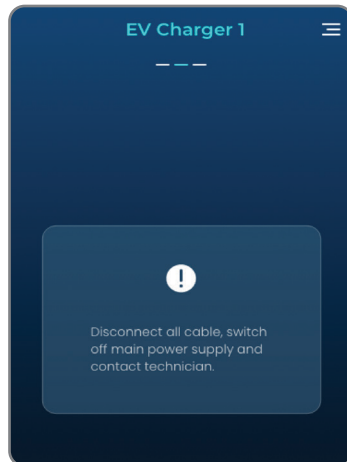 EV Charger 1
!
Disconnect all cable, switch
off main power supply and
contact technician.